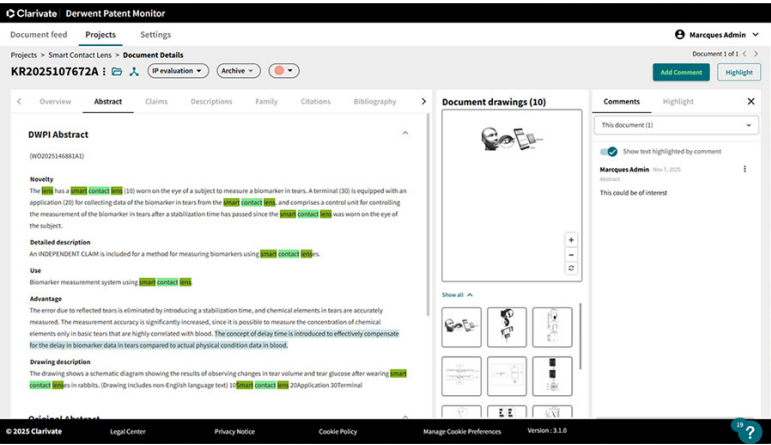 Clarivate Derwent Patent Monitor
Document feed Projects Settings Marcques Admin
Projects > Smart Contact Lens > Document Details Document 1 of 1
KR2025107672A IP evaluation Archive Add Comment Highlight
Overview Abstract Claims Descriptions Family Citations Bibliography
DWPI Abstract
(WO2025146881A1)
Novelty
The lens has a smart contact lens (10) worn on the eye of a subject to measure a biomarker in tears. A terminal (30) is equipped with an
application (20) for collecting data of the biomarker in tears from the smart contact lens, and comprises a control unit for controlling
the measurement of the biomarker in tears after a stabilization time has passed since the smart contact lens was worn on the eye of
the subject.
Detailed description
An INDEPENDENT CLAIM is included for a method for measuring biomarkers using smart contact lenses.
Use
Biomarker measurement system using smart contact lens.
Advantage
The error due to reflected tears is eliminated by introducing a stabilization time, and chemical elements in tears are accurately
measured. The measurement accuracy is significantly increased, since it is possible to measure the concentration of chemical
elements only in basic tears that are highly correlated with blood. The concept of delay time is introduced to effectively compensate
for the delay in biomarker data in tears compared to actual physical condition data in blood.
Drawing description
The drawing shows a schematic diagram showing the results of observing changes in tear volume and tear glucose after wearing smart
contact lenses in rabbits. (Drawing includes non-English language text) 10Smart contact lens 20Application 30Terminal
Original Abstract
Document drawings (10)
Show all
Comments Highlight
This document (1)
Show text highlighted by comment
Marcques Admin Nov 7, 2025
Abstract
This could be of interest
© 2025 Clarivate Legal Center Privacy Notice Cookie Policy Manage Cookie Preferences Version : 3.1.0
19
?